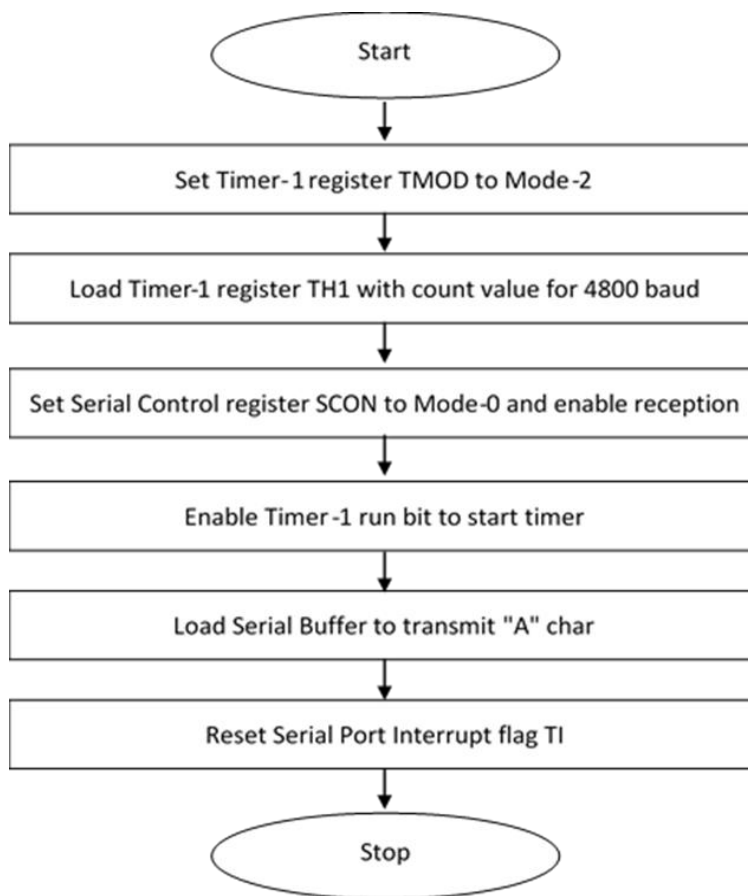 Start
Set Timer-1 register TMOD to Mode-2
Load Timer-1 register TH1 with count value for 4800 baud
Set Serial Control register SCON to Mode-0 and enable reception
Enable Timer-1 run bit to start timer
Load Serial Buffer to transmit "A" char
Reset Serial Port Interrupt flag TI
Stop